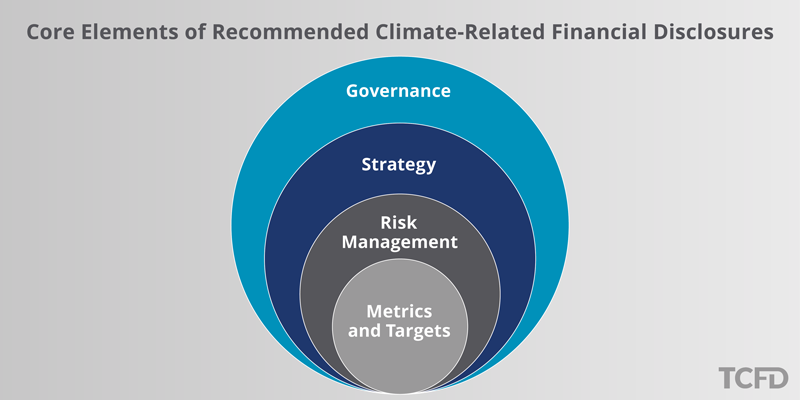 Core Elements of Recommended Climate-Related Financial Disclosures
Governance
Strategy
Risk
Management
Metrics
and Targets
TCFD